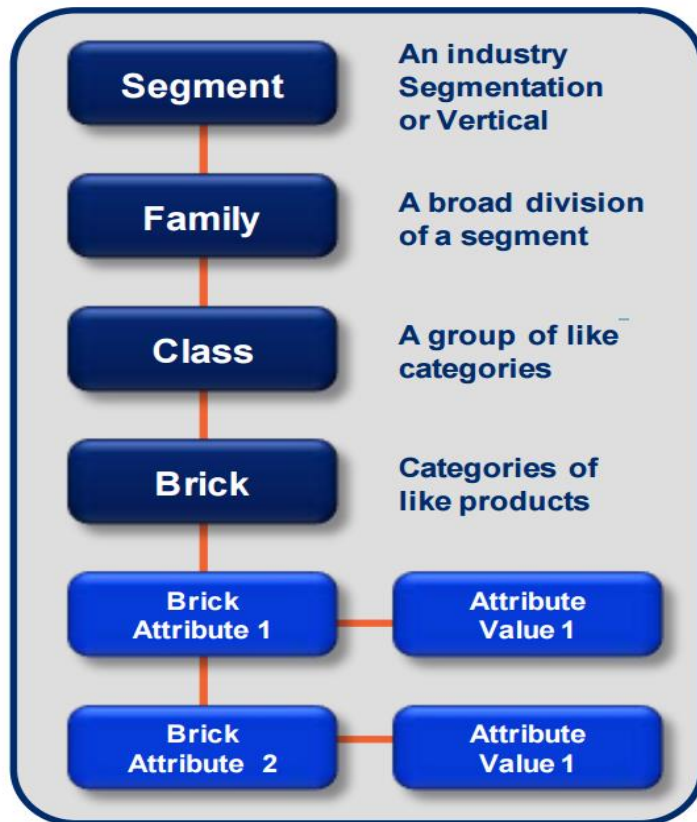 Segment
An industry
Segmentation
or Vertical
Family
A broad division
of a segment
Class
A group of like
categories
Brick
Categories of
like products
Brick
Attribute 1
Attribute
Value 1
Brick
Attribute 2
Attribute
Value 1